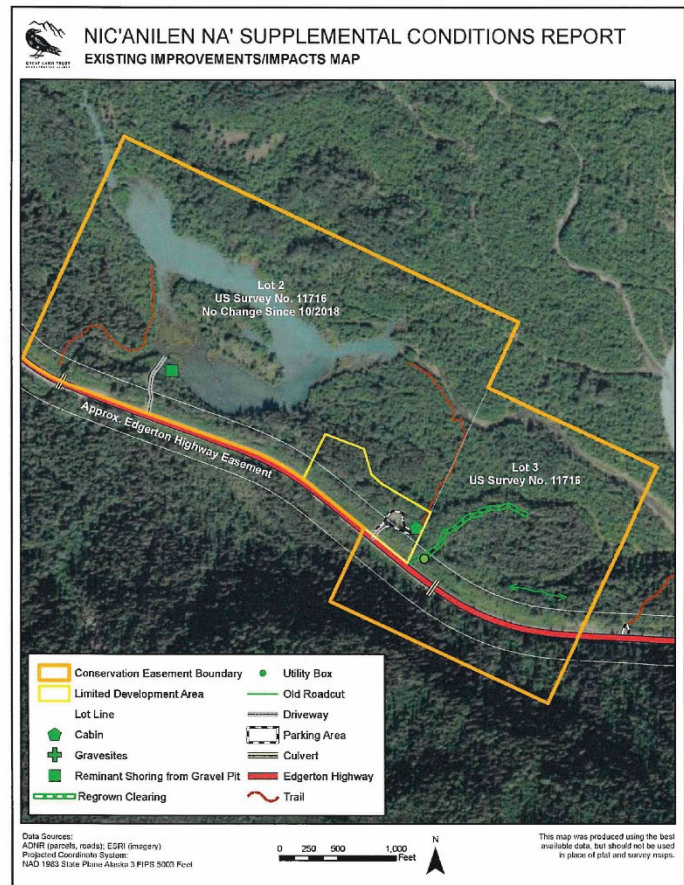 NIC'ANILEN NA' SUPPLEMENTAL CONDITIONS REPORT
EXISTING IMPROVEMENTS/IMPACTS MAP
GREAT LAND TRUST
Lot 2
US Survey No. 11716
No Change Since 10/2018
Approx. Edgerton Highway Easement
Lot 3
US Survey No. 11716
Conservation Easement Boundary
Limited Development Area
Lot Line
Cabin
Gravesites
Reminant Shoring from Gravel Pit
Regrown Clearing
Utility Box
Old Roadcut
Driveway
Parking Area
Culvert
Edgerton Highway
Trail
Data Sources:
ADNR (parcels, roads); ESRI (imagery)
Projected Coordinate System:
NAD 1983 State Plane Alaska 3 FIPS 5003 Feet
0 250 500 1,000
Feet
N
This map was produced using the best
available data, but should not be used
in place of plat and survey maps.